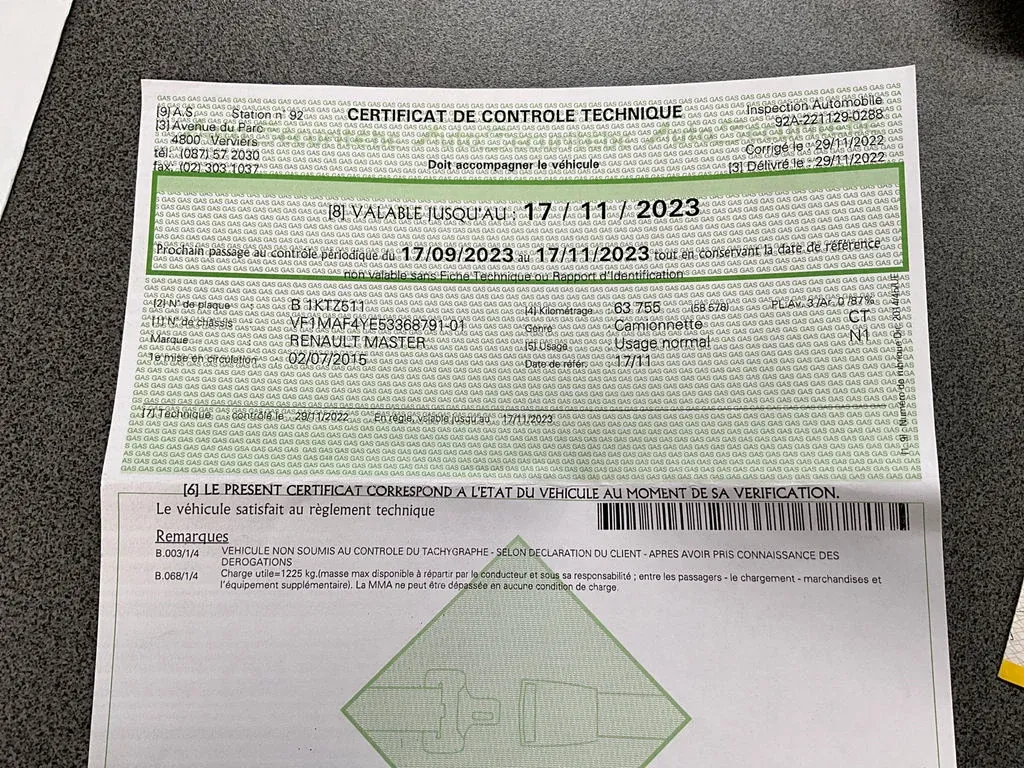 [9] A.S. Station n° 92
[3] Avenue du Parc
4800 Verviers
tél. (087) 57 2030
fax. (02) 303 1037
CERTIFICAT DE CONTROLE TECHNIQUE
Doit accompagner le véhicule
Inspection Automobile
92A-221129-0288
Corrigé le : 29/11/2022
[3] Délivré le : 29/11/2022
[8] VALABLE JUSQU'AU : 17 / 11 / 2023
Prochain passage au contrôle périodique du 17/09/2023 au 17/11/2023 tout en conservant la date de référence
non valable sans Fiche Technique ou Rapport d'Identification
[2] N° de plaque B 1KTZ511
[1] N° de châssis VF1MAF4YE53368791-01
Marque RENAULT MASTER
1e mise en circulation 02/07/2015
[4] Kilométrage 63 755 (58 578)
Genre Camionnette
[5] Usage Usage normal
Date de référ. : 17/11
CT
N1
[7] Technique : contrôlé le : 29/11/2022 En règle, valable jusqu'au : 17/11/2023
[6] LE PRESENT CERTIFICAT CORRESPOND A L'ETAT DU VEHICULE AU MOMENT DE SA VERIFICATION.
Le véhicule satisfait au règlement technique
Remarques
B.003/1/4 VEHICULE NON SOUMIS AU CONTROLE DU TACHYGRAPHE - SELON DECLARATION DU CLIENT - APRES AVOIR PRIS CONNAISSANCE DES
DEROGATIONS
B.068/1/4 Charge utile=1225 kg.(masse max disponible à répartir par le conducteur et sous sa responsabilité ; entre les passagers - le chargement - marchandises et
l'équipement supplémentaire). La MMA ne peut être dépassée en aucune condition de charge.